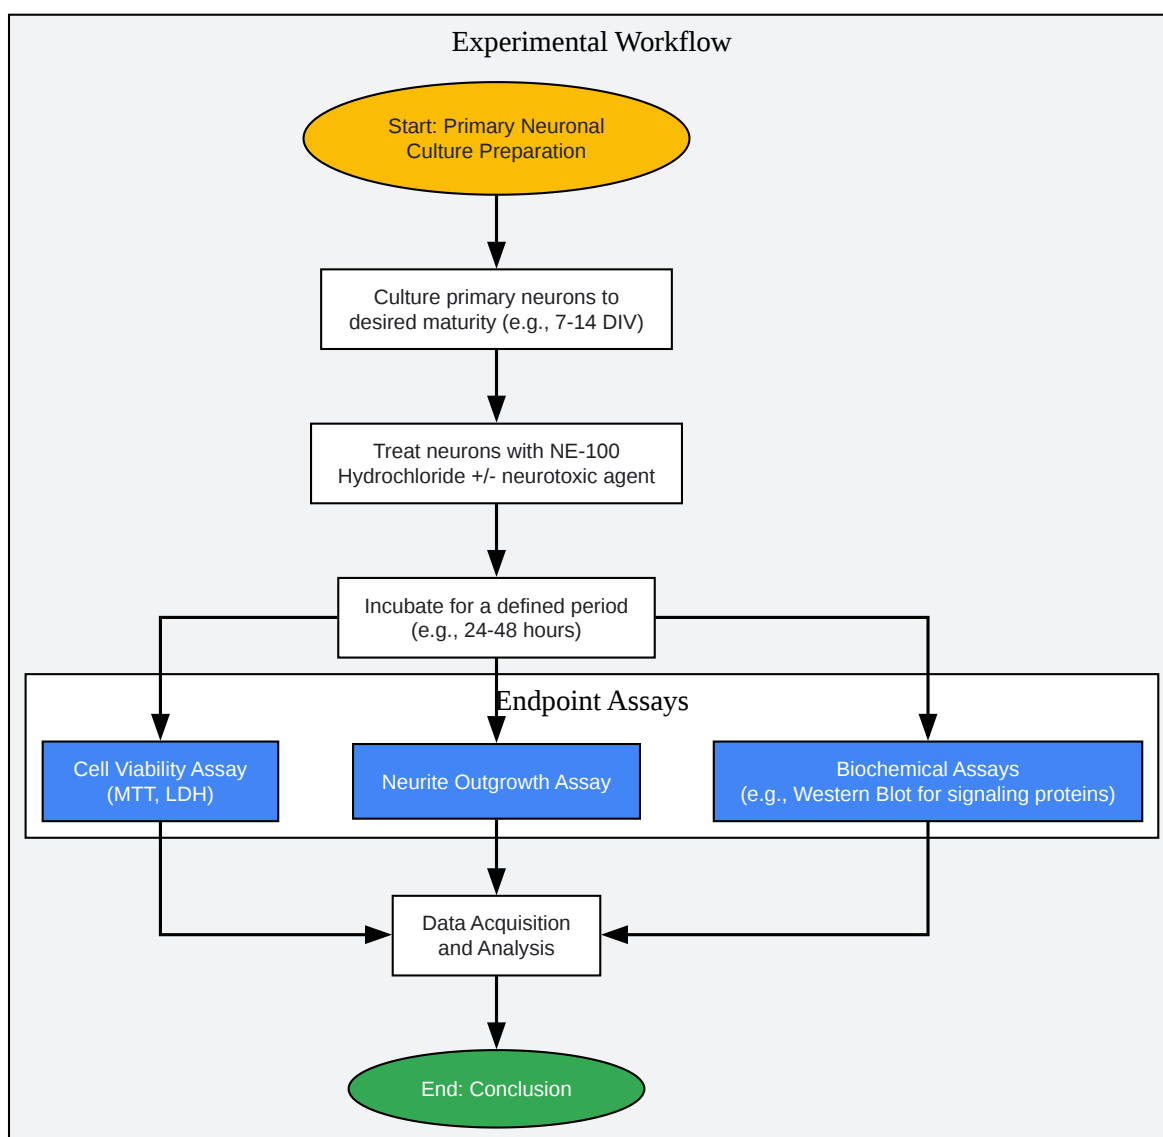 Experimental Workflow
Start: Primary Neuronal
Culture Preparation
Culture primary neurons to
desired maturity (e.g., 7-14 DIV)
Treat neurons with NE-100
Hydrochloride +/- neurotoxic agent
Incubate for a defined period
(e.g., 24-48 hours)
Endpoint Assays
Cell Viability Assay
(MTT, LDH)
Neurite Outgrowth Assay
Biochemical Assays
(e.g., Western Blot for signaling proteins)
Data Acquisition
and Analysis
End: Conclusion